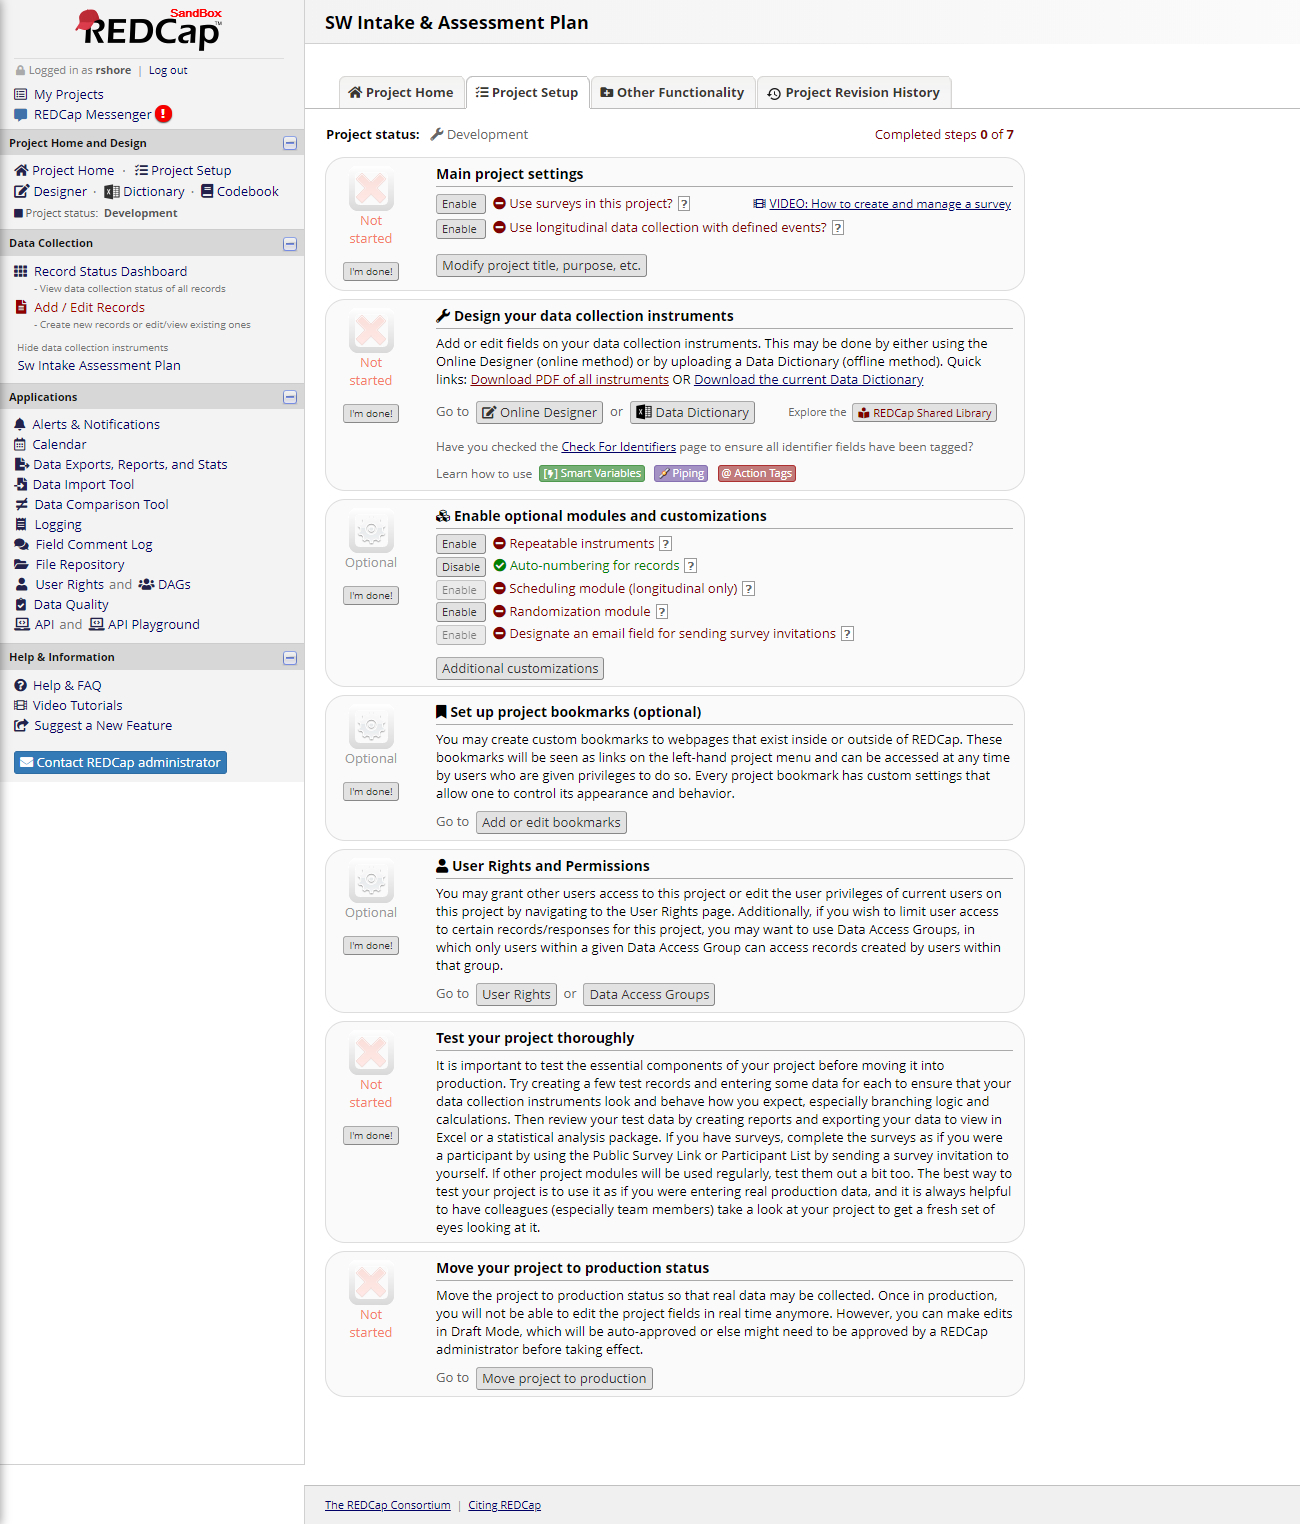 SandBox
REDCap™
Logged in as rshore | Log out
My Projects
REDCap Messenger
Project Home and Design
Project Home · Project Setup
Designer · Dictionary · Codebook
Project status: Development
Data Collection
Record Status Dashboard
- View data collection status of all records
Add / Edit Records
- Create new records or edit/view existing ones
Hide data collection instruments
Sw Intake Assessment Plan
Applications
Alerts & Notifications
Calendar
Data Exports, Reports, and Stats
Data Import Tool
Data Comparison Tool
Logging
Field Comment Log
File Repository
User Rights and DAGs
Data Quality
API and API Playground
Help & Information
Help & FAQ
Video Tutorials
Suggest a New Feature
Contact REDCap administrator
SW Intake & Assessment Plan
Project Home
Project Setup
Other Functionality
Project Revision History
Project status: Development
Completed steps 0 of 7
Not
started
I'm done!
Main project settings
Enable Use surveys in this project? ?
VIDEO: How to create and manage a survey
Enable Use longitudinal data collection with defined events? ?
Modify project title, purpose, etc.
Not
started
I'm done!
Design your data collection instruments
Add or edit fields on your data collection instruments. This may be done by either using the
Online Designer (online method) or by uploading a Data Dictionary (offline method). Quick
links: Download PDF of all instruments OR Download the current Data Dictionary
Go to Online Designer or Data Dictionary Explore the REDCap Shared Library
Have you checked the Check For Identifiers page to ensure all identifier fields have been tagged?
Learn how to use [⚡] Smart Variables Piping @ Action Tags
Optional
I'm done!
Enable optional modules and customizations
Enable Repeatable instruments ?
Disable Auto-numbering for records ?
Enable Scheduling module (longitudinal only) ?
Enable Randomization module ?
Enable Designate an email field for sending survey invitations ?
Additional customizations
Optional
I'm done!
Set up project bookmarks (optional)
You may create custom bookmarks to webpages that exist inside or outside of REDCap. These
bookmarks will be seen as links on the left-hand project menu and can be accessed at any time
by users who are given privileges to do so. Every project bookmark has custom settings that
allow one to control its appearance and behavior.
Go to Add or edit bookmarks
Optional
I'm done!
User Rights and Permissions
You may grant other users access to this project or edit the user privileges of current users on
this project by navigating to the User Rights page. Additionally, if you wish to limit user access
to certain records/responses for this project, you may want to use Data Access Groups, in
which only users within a given Data Access Group can access records created by users within
that group.
Go to User Rights or Data Access Groups
Not
started
I'm done!
Test your project thoroughly
It is important to test the essential components of your project before moving it into
production. Try creating a few test records and entering some data for each to ensure that your
data collection instruments look and behave how you expect, especially branching logic and
calculations. Then review your test data by creating reports and exporting your data to view in
Excel or a statistical analysis package. If you have surveys, complete the surveys as if you were
a participant by using the Public Survey Link or Participant List by sending a survey invitation to
yourself. If other project modules will be used regularly, test them out a bit too. The best way to
test your project is to use it as if you were entering real production data, and it is always helpful
to have colleagues (especially team members) take a look at your project to get a fresh set of
eyes looking at it.
Not
started
Move your project to production status
Move the project to production status so that real data may be collected. Once in production,
you will not be able to edit the project fields in real time anymore. However, you can make edits
in Draft Mode, which will be auto-approved or else might need to be approved by a REDCap
administrator before taking effect.
Go to Move project to production
The REDCap Consortium | Citing REDCap